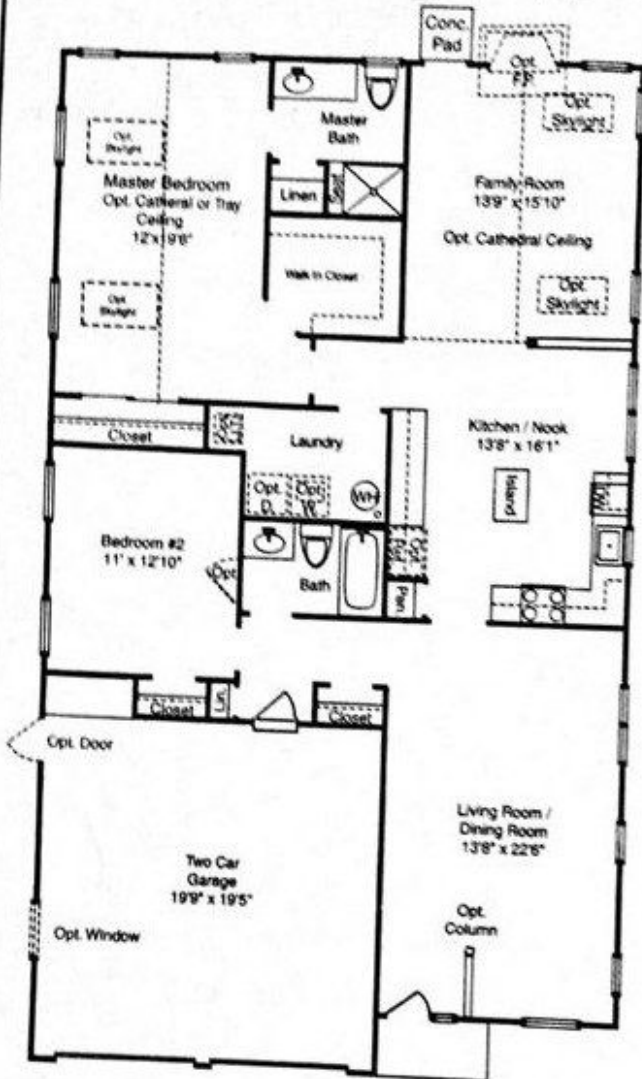 Conc.
Pad
Opt.
F.P.
Opt.
Skylight
Master
Bath
Opt.
Skylight
Master Bedroom
Opt. Catheral or Tray
Ceiling
12'x19'6"
Linen
Seat
Family Room
13'9" x 15'10"
Opt. Cathedral Ceiling
Walk In Closet
Opt.
Skylight
Opt.
Skylight
Closet
Laundry
Kitchen / Nook
13'8" x 16'1"
Opt.
D.
Opt.
W.
WH
Island
DW
Bedroom #2
11' x 12'10"
Opt.
Bath
Opt.
Pan.
Closet
Lin.
Closet
Opt. Door
Living Room /
Dining Room
13'8" x 22'6"
Two Car
Garage
19'9" x 19'5"
Opt.
Column
Opt. Window